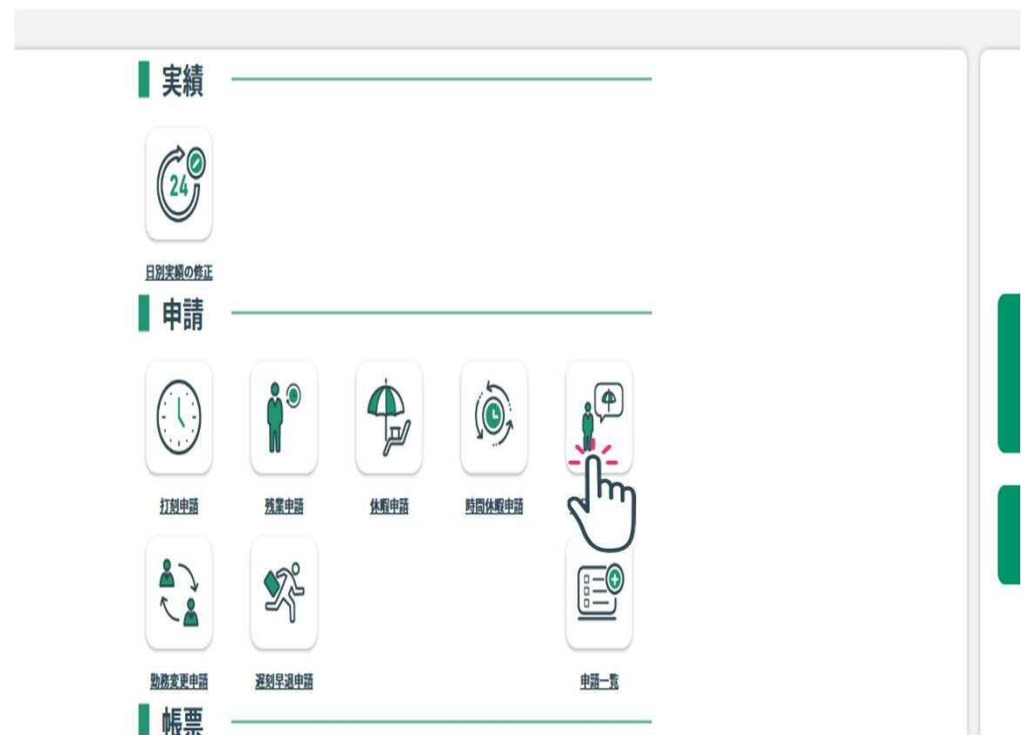 実績
24
日別実績の修正
申請
打刻申請
残業申請
休暇申請
時間休暇申請
勤務変更申請
遅刻早退申請
申請一覧
帳票